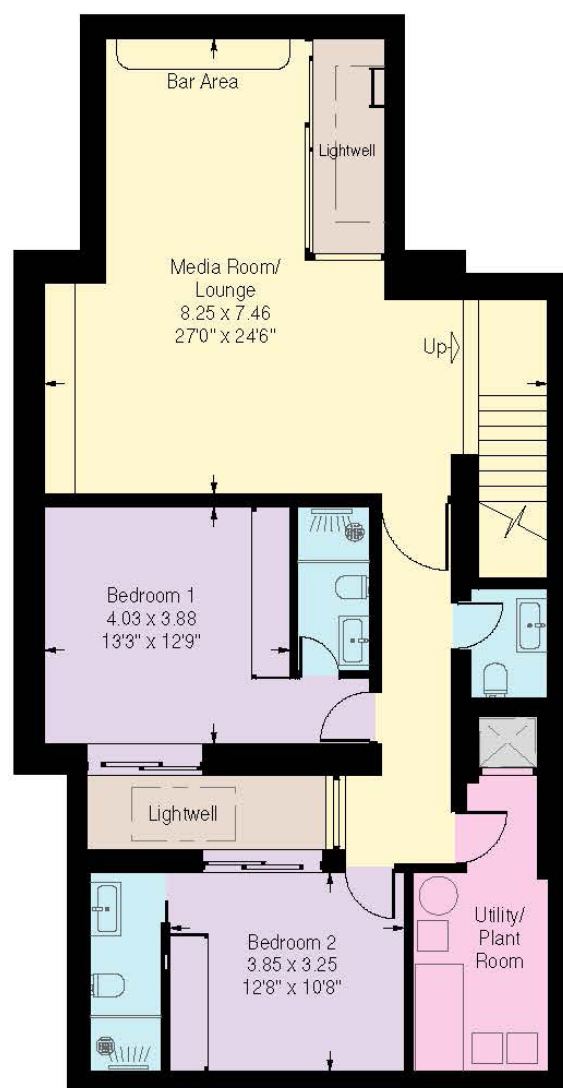 Bar Area
Lightwell
Media Room/
Lounge
8.25 x 7.46
27'0" x 24'6"
Up
Bedroom 1
4.03 x 3.88
13'3" x 12'9"
Lightwell
Bedroom 2
3.85 x 3.25
12'8" x 10'8"
Utility/
Plant
Room